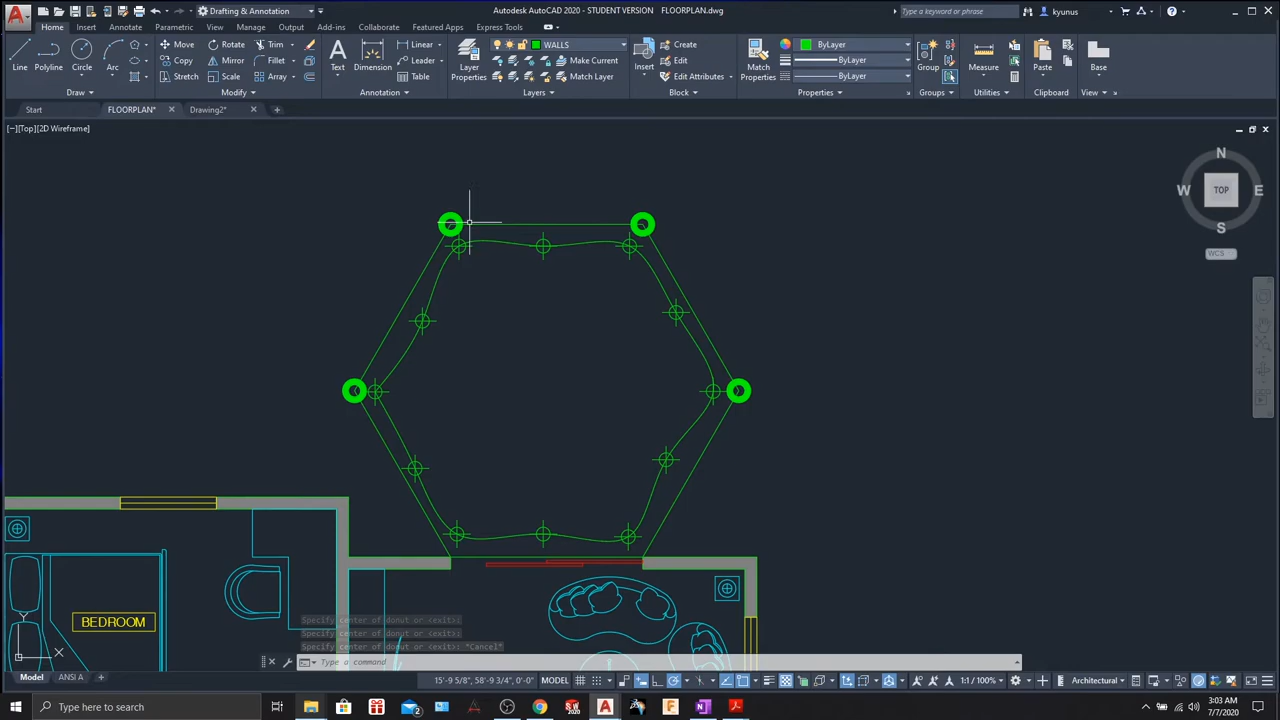 Drafting & Annotation
Autodesk AutoCAD 2020 - STUDENT VERSION FLOORPLAN.dwg
Type a keyword or phrase
kyunus
Home Insert Annotate Parametric View Manage Output Add-ins Collaborate Featured Apps Express Tools
Line Polyline Circle Arc
Move Rotate Trim
Copy Mirror Fillet
Stretch Scale Array
Text Dimension
Linear
Leader
Table
Layer Properties
WALLS
Make Current
Match Layer
Insert
Create
Edit
Edit Attributes
Match Properties
ByLayer
ByLayer
ByLayer
Group
Measure
Paste
Base
Draw Modify Annotation Layers Block Properties Groups Utilities Clipboard View
Start FLOORPLAN* Drawing2*
[−][Top][2D Wireframe]
N
W TOP E
S
WCS
BEDROOM
Y
Specify center of donut or <exit>:
Specify center of donut or <exit>:
Specify center of donut or <exit>: *Cancel*
Type a command
Model ANSI A
15'-9 5/8", 58'-9 3/4", 0'-0" MODEL 1:1 / 100% Architectural
Type here to search
3:03 AM
7/7/2020